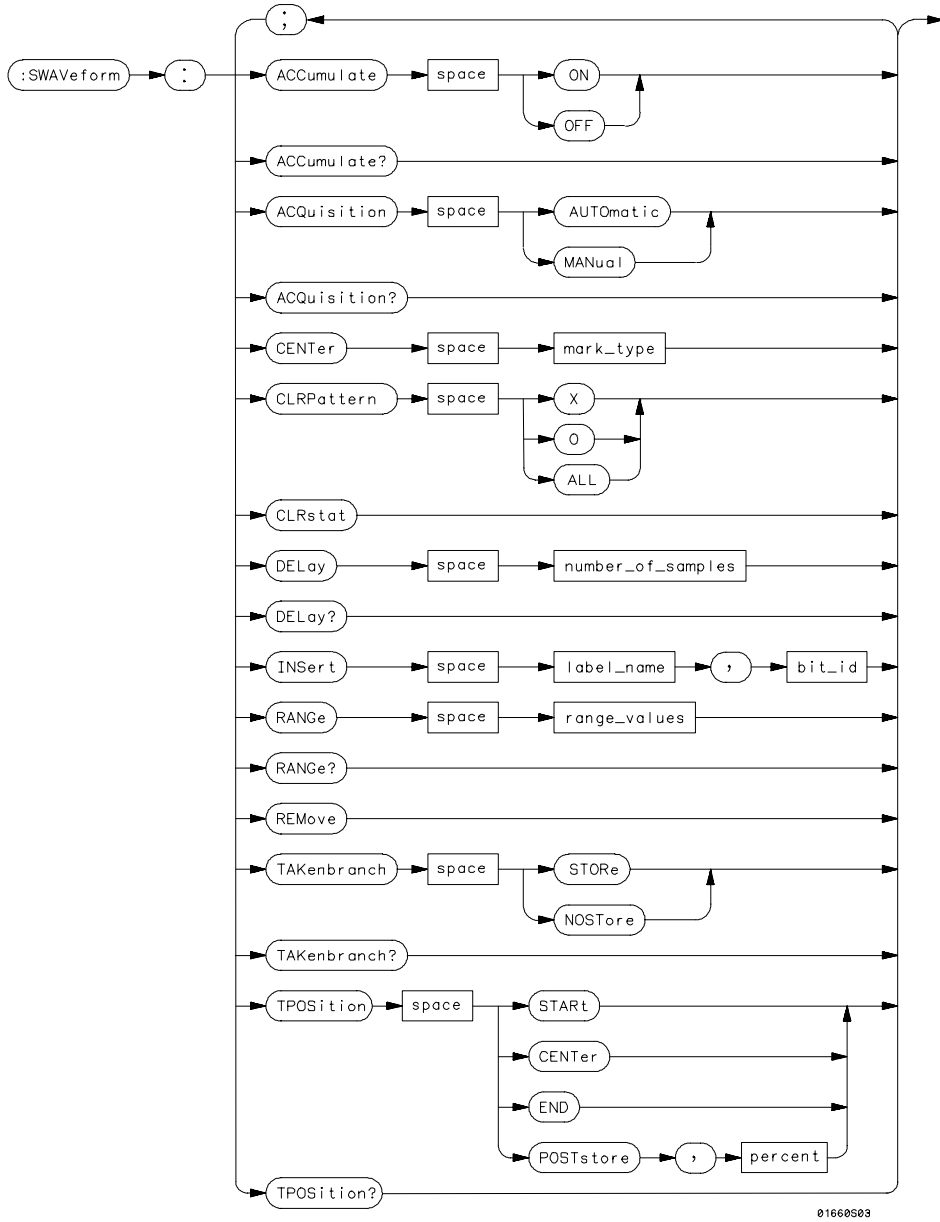 ;
:SWAVeform : ACCumulate space ON
OFF
ACCumulate?
ACQuisition space AUTOmatic
MANual
ACQuisition?
CENTer space mark_type
CLRPattern space X
O
ALL
CLRstat
DELay space number_of_samples
DELay?
INSert space label_name , bit_id
RANGe space range_values
RANGe?
REMove
TAKenbranch space STORe
NOSTore
TAKenbranch?
TPOSition space STARt
CENTer
END
POSTstore , percent
TPOSition?
01660S03